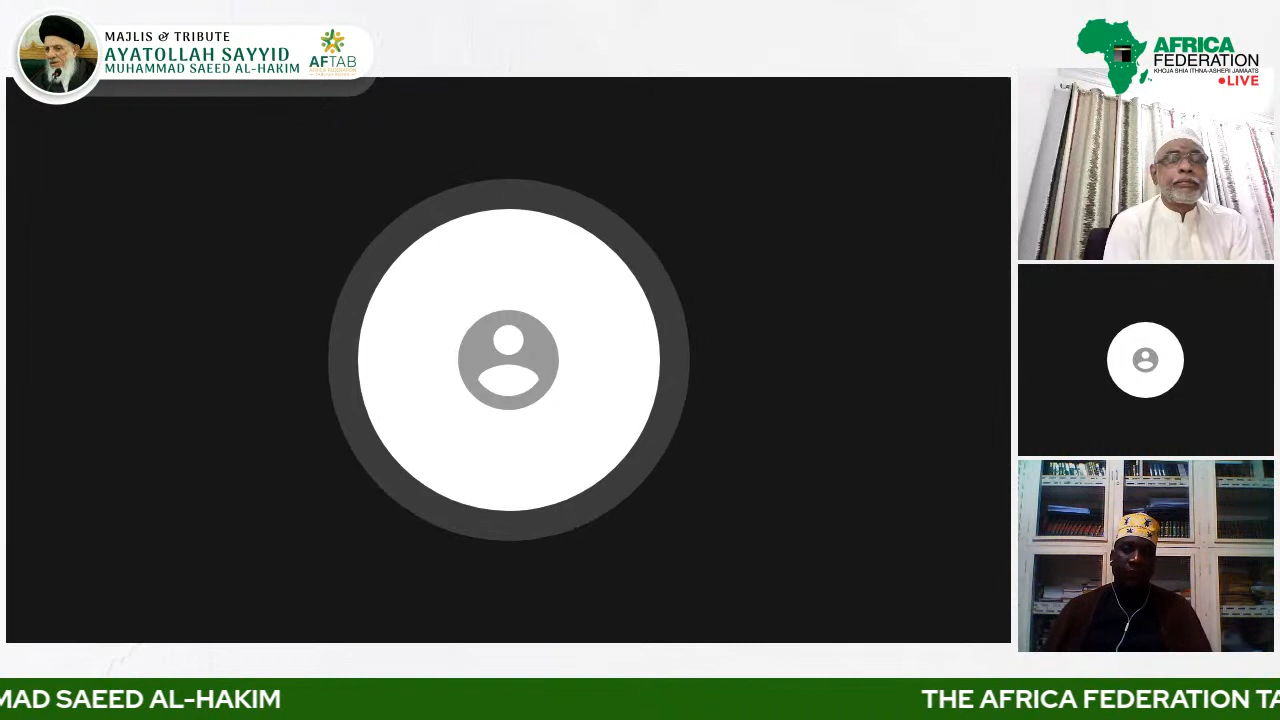 MAJLIS & TRIBUTE
AYATOLLAH SAYYID
MUHAMMAD SAEED AL-HAKIM
AFTAB
AFRICA
FEDERATION
KHOJA SHIA ITHNA-ASHERI JAMAATS
LIVE
MAD SAEED AL-HAKIM
THE AFRICA FEDERATION TA